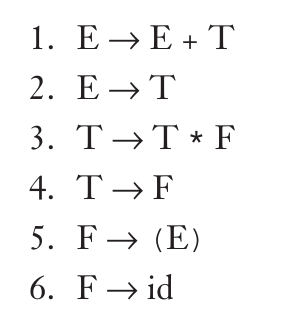 1. E → E + T
2. E → T
3. T → T * F
4. T → F
5. F → (E)
6. F → id